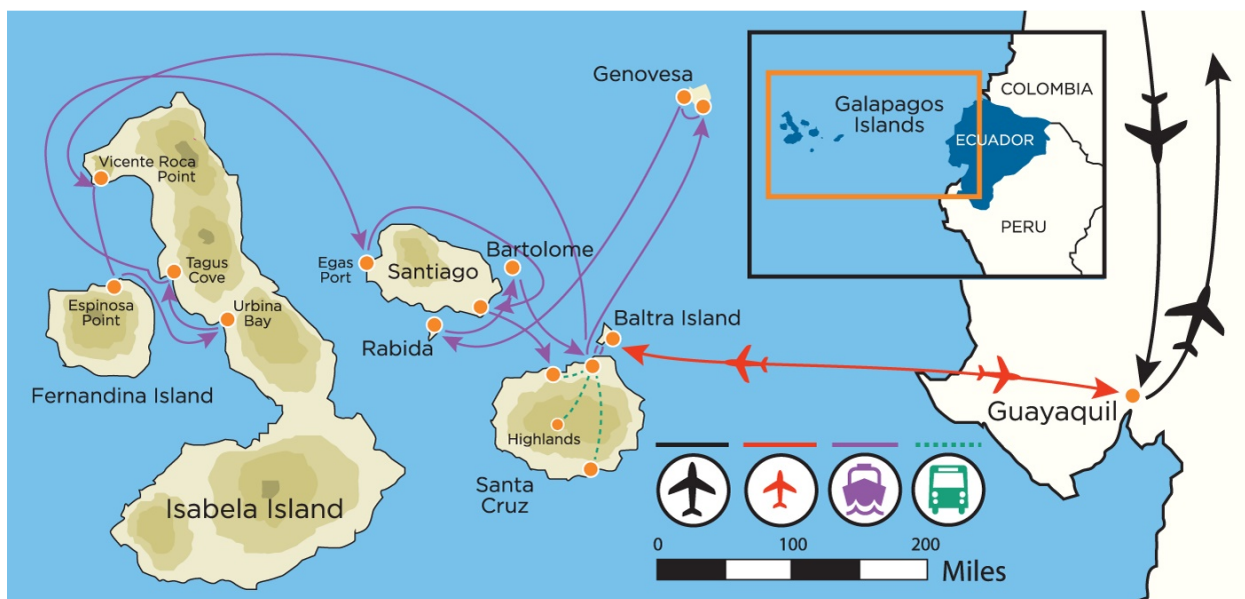 Genovesa
Galapagos
Islands
COLOMBIA
ECUADOR
PERU
Vicente Roca
Point
Tagus
Cove
Egas
Port
Santiago
Bartolome
Espinosa
Point
Urbina
Bay
Rabida
Baltra Island
Fernandina Island
Guayaquil
Highlands
Santa
Cruz
Isabela Island
0 100 200
Miles